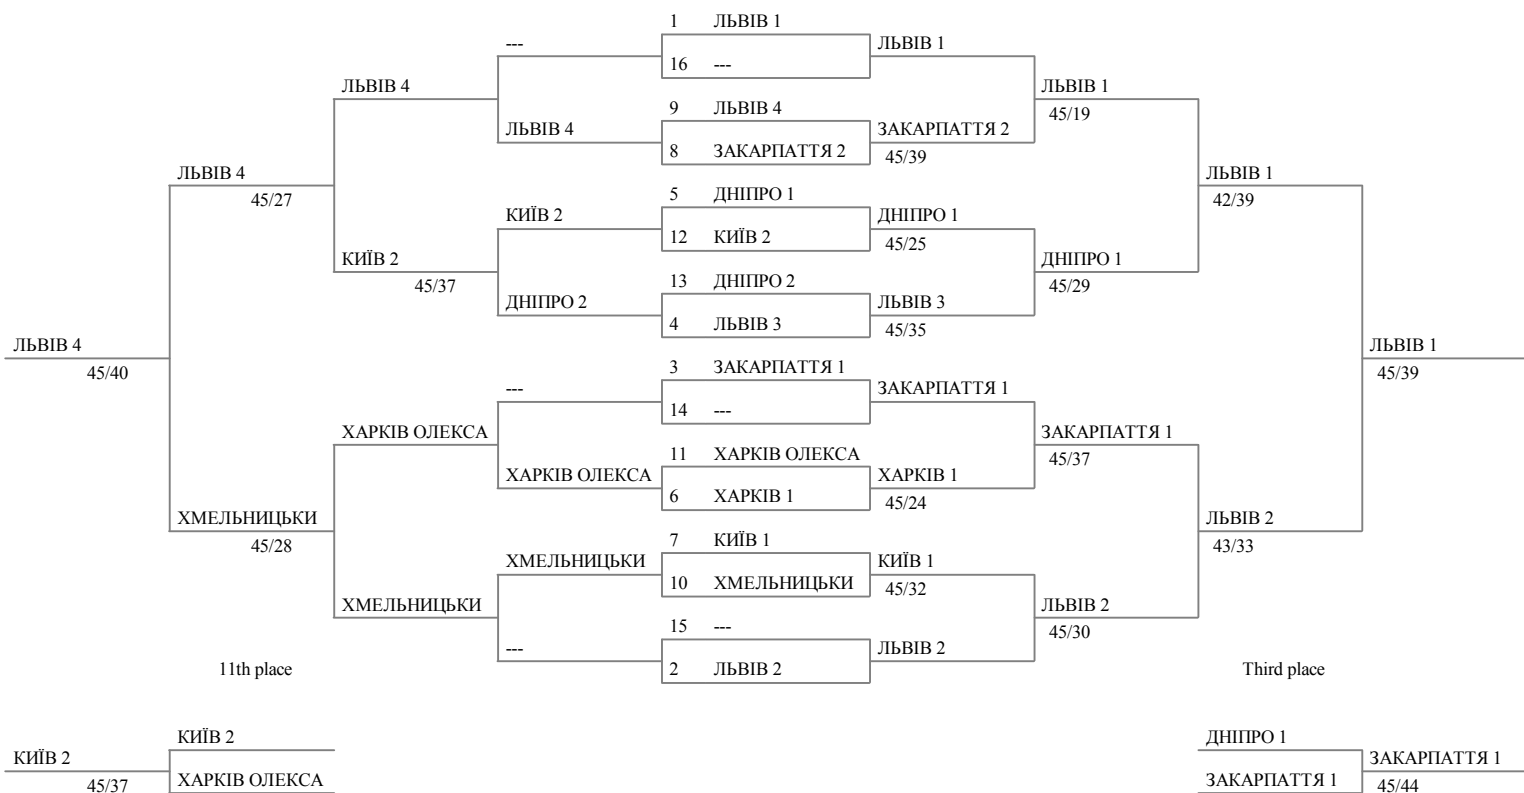 1 ЛЬВІВ 1
--- ЛЬВІВ 1
16 ---
ЛЬВІВ 4 ЛЬВІВ 1
9 ЛЬВІВ 4 45/19
ЛЬВІВ 4 ЗАКАРПАТТЯ 2
8 ЗАКАРПАТТЯ 2 45/39
ЛЬВІВ 4 ЛЬВІВ 1
45/27 5 ДНІПРО 1 42/39
КИЇВ 2 ДНІПРО 1
12 КИЇВ 2 45/25
КИЇВ 2 ДНІПРО 1
45/37 13 ДНІПРО 2 45/29
ДНІПРО 2 ЛЬВІВ 3
4 ЛЬВІВ 3 45/35
ЛЬВІВ 4 ЛЬВІВ 1
45/40 3 ЗАКАРПАТТЯ 1 45/39
--- ЗАКАРПАТТЯ 1
14 ---
ХАРКІВ ОЛЕКСА ЗАКАРПАТТЯ 1
11 ХАРКІВ ОЛЕКСА 45/37
ХАРКІВ ОЛЕКСА ХАРКІВ 1
6 ХАРКІВ 1 45/24
ХМЕЛЬНИЦЬКИ ЛЬВІВ 2
45/28 7 КИЇВ 1 43/33
ХМЕЛЬНИЦЬКИ КИЇВ 1
10 ХМЕЛЬНИЦЬКИ 45/32
ХМЕЛЬНИЦЬКИ ЛЬВІВ 2
15 --- 45/30
--- ЛЬВІВ 2
11th place 2 ЛЬВІВ 2 Third place
КИЇВ 2 ДНІПРО 1
КИЇВ 2 ЗАКАРПАТТЯ 1
45/37 ХАРКІВ ОЛЕКСА ЗАКАРПАТТЯ 1 45/44